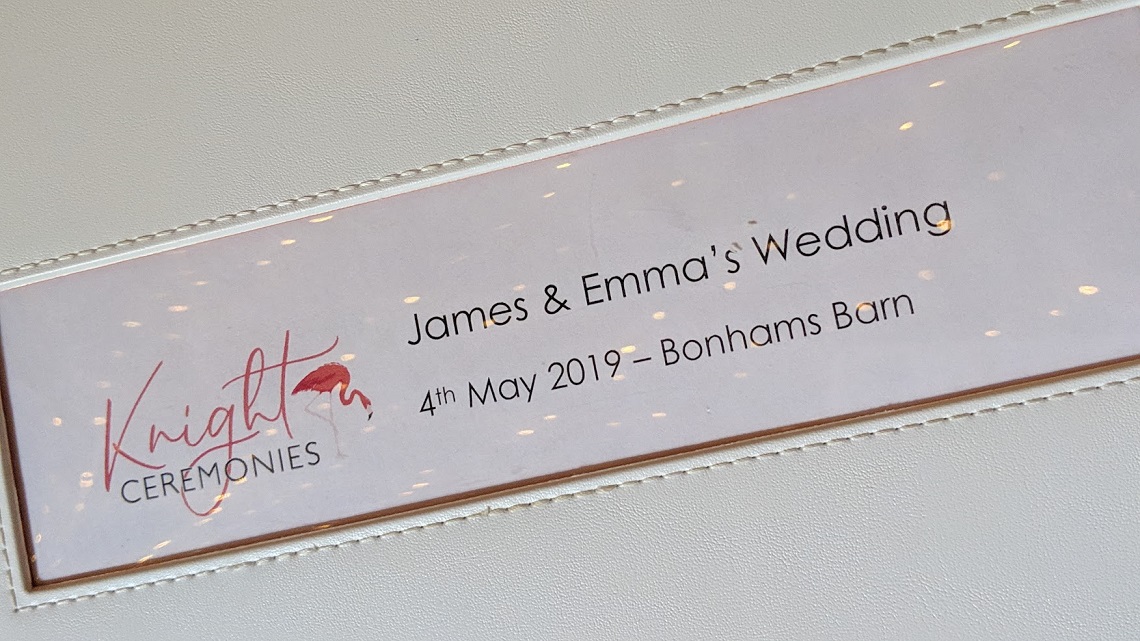 Knight
CEREMONIES
James & Emma's Wedding
4th May 2019 – Bonhams Barn